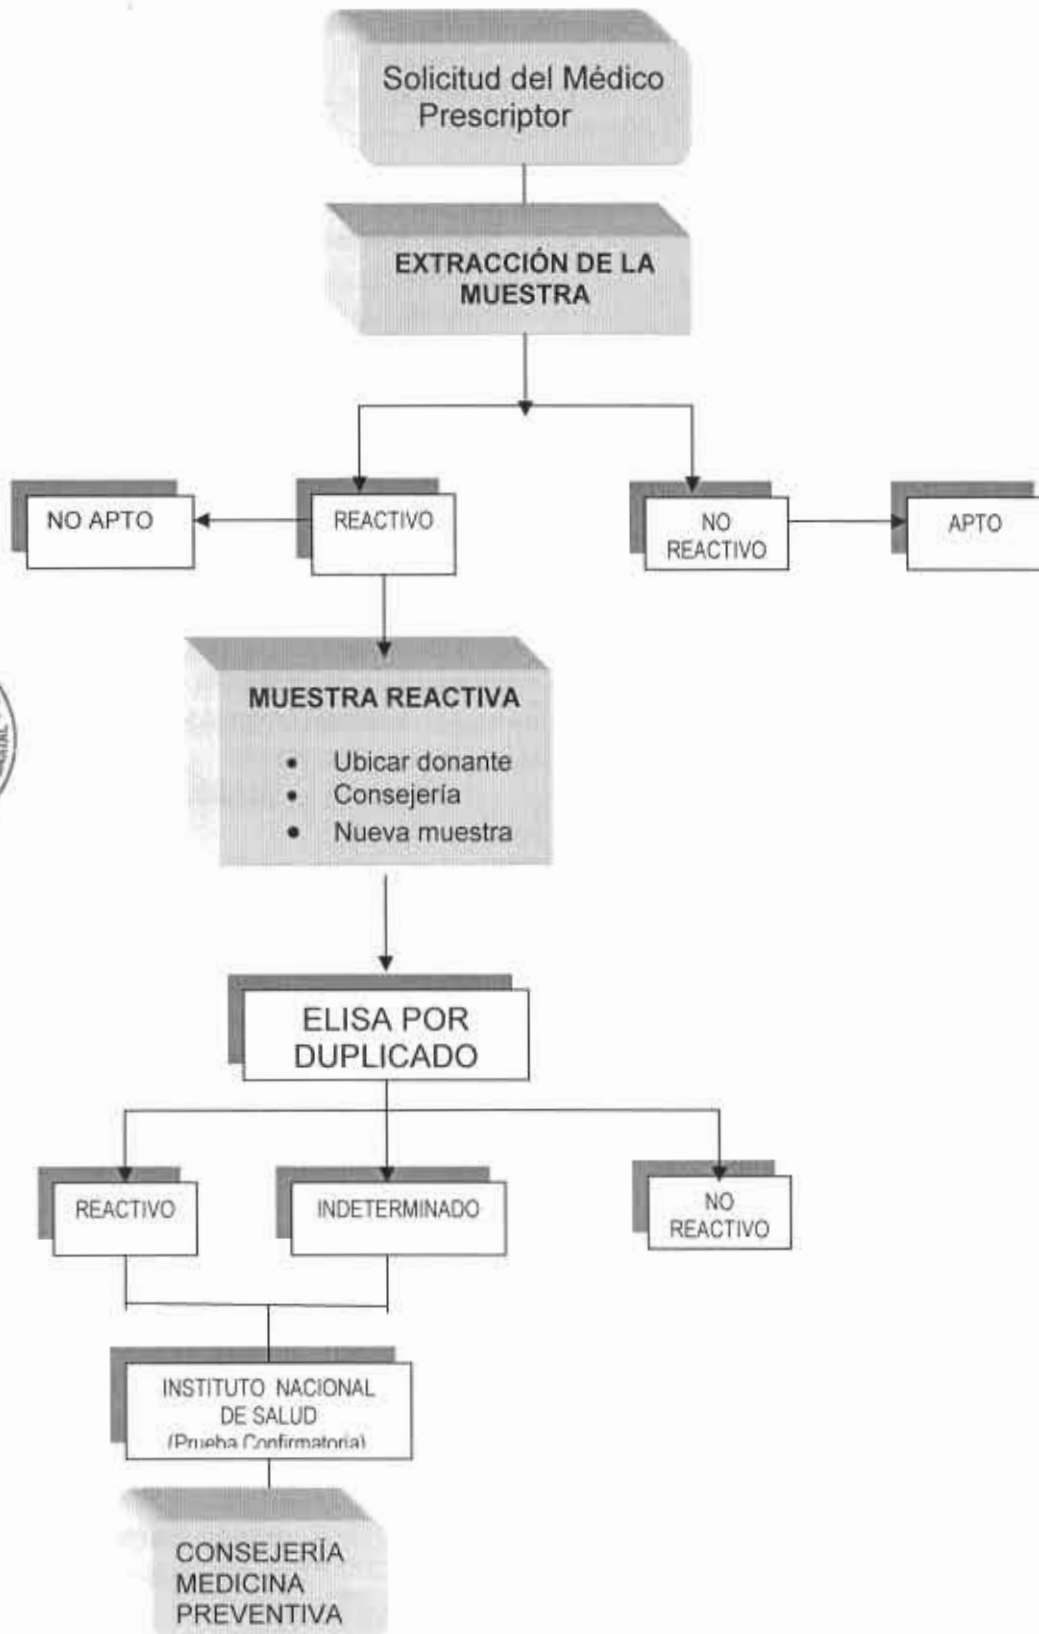 Solicitud del Médico
Prescriptor
EXTRACCIÓN DE LA
MUESTRA
NO APTO
REACTIVO
NO
REACTIVO
APTO
MUESTRA REACTIVA
• Ubicar donante
• Consejería
• Nueva muestra
ELISA POR
DUPLICADO
REACTIVO
INDETERMINADO
NO
REACTIVO
INSTITUTO NACIONAL
DE SALUD
(Prueba Confirmatoria)
CONSEJERÍA
MEDICINA
PREVENTIVA